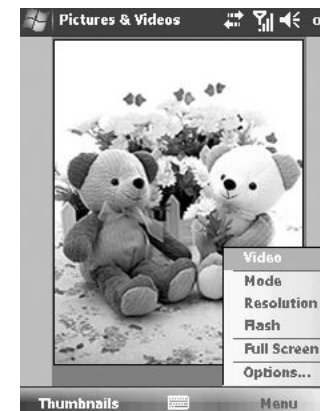 Pictures & Videos
Video
Mode
Resolution
Flash
Full Screen
Options...
Thumbnails
Menu